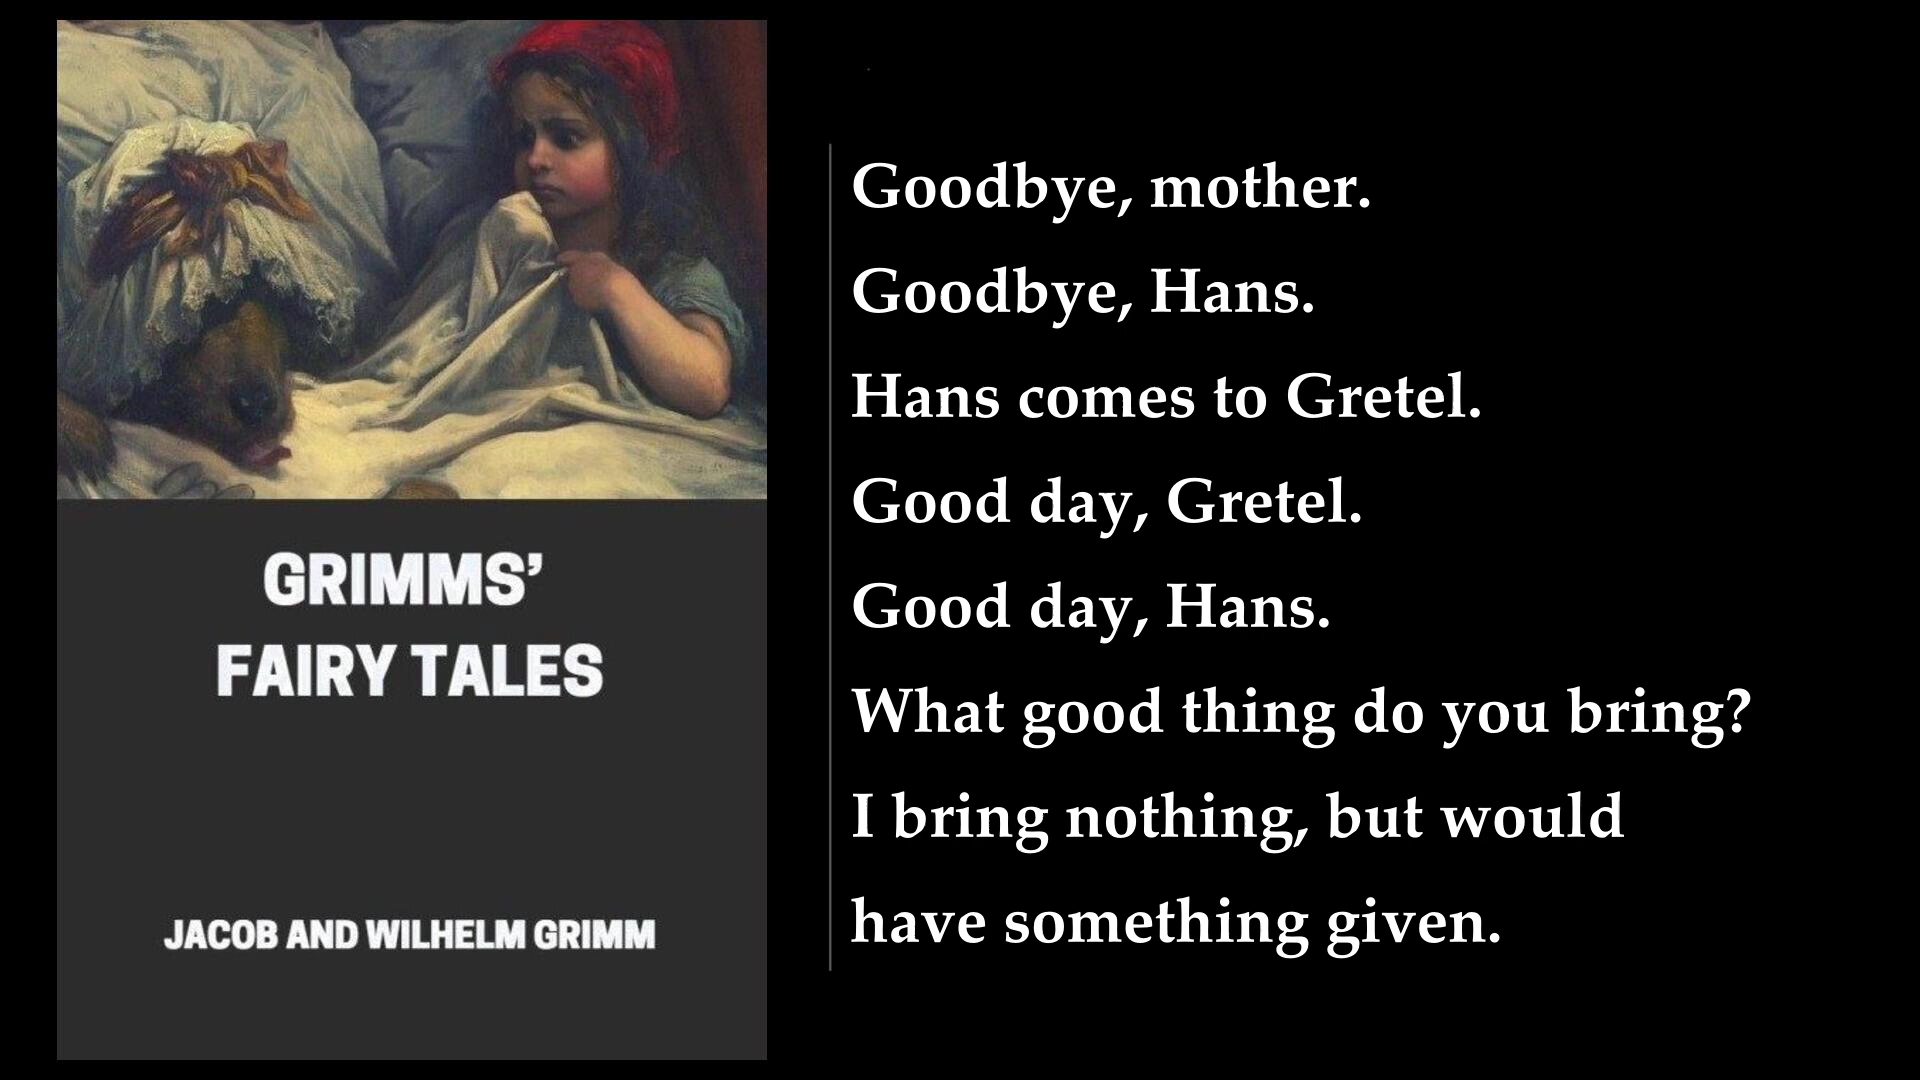 GRIMMS’
FAIRY TALES
JACOB AND WILHELM GRIMM
Goodbye, mother.
Goodbye, Hans.
Hans comes to Gretel.
Good day, Gretel.
Good day, Hans.
What good thing do you bring?
I bring nothing, but would
have something given.